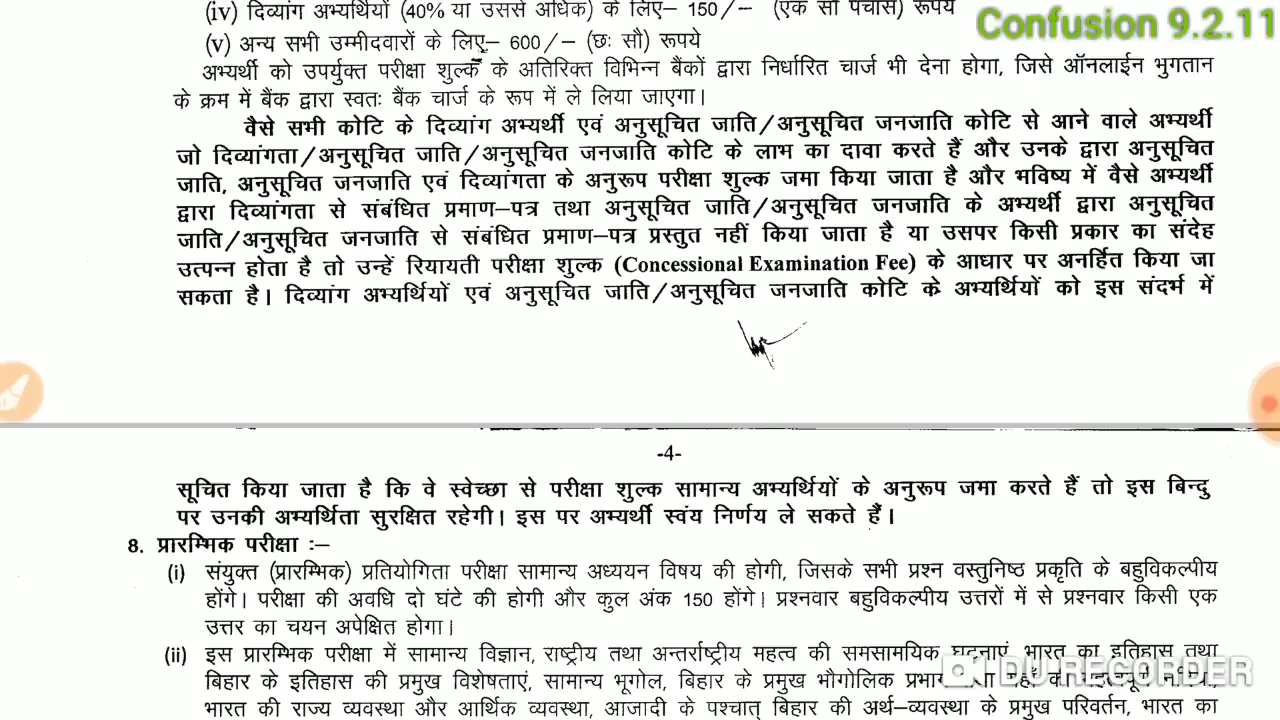 (iv) दिव्यांग अभ्यर्थियों (40% या उससे अधिक) के लिए– 150/– (एक सौ पचास) रूपये
Confusion 9.2.11
(v) अन्य सभी उम्मीदवारों के लिए– 600/– (छः सौ) रूपये
अभ्यर्थी को उपर्युक्त परीक्षा शुल्क के अतिरिक्त विभिन्न बैंकों द्वारा निर्धारित चार्ज भी देना होगा, जिसे ऑनलाईन भुगतान
के क्रम में बैंक द्वारा स्वतः बैंक चार्ज के रूप में ले लिया जाएगा।
वैसे सभी कोटि के दिव्यांग अभ्यर्थी एवं अनुसूचित जाति/अनुसूचित जनजाति कोटि से आने वाले अभ्यर्थी
जो दिव्यांगता/अनुसूचित जाति/अनुसूचित जनजाति कोटि के लाभ का दावा करते हैं और उनके द्वारा अनुसूचित
जाति, अनुसूचित जनजाति एवं दिव्यांगता के अनुरूप परीक्षा शुल्क जमा किया जाता है और भविष्य में वैसे अभ्यर्थी
द्वारा दिव्यांगता से संबंधित प्रमाण–पत्र तथा अनुसूचित जाति/अनुसूचित जनजाति के अभ्यर्थी द्वारा अनुसूचित
जाति/अनुसूचित जनजाति से संबंधित प्रमाण–पत्र प्रस्तुत नहीं किया जाता है या उसपर किसी प्रकार का संदेह
उत्पन्न होता है तो उन्हें रियायती परीक्षा शुल्क (Concessional Examination Fee) के आधार पर अनर्हित किया जा
सकता है। दिव्यांग अभ्यर्थियों एवं अनुसूचित जाति/अनुसूचित जनजाति कोटि के अभ्यर्थियों को इस संदर्भ में
-4-
सूचित किया जाता है कि वे स्वेच्छा से परीक्षा शुल्क सामान्य अभ्यर्थियों के अनुरूप जमा करते हैं तो इस बिन्दु
पर उनकी अभ्यर्थिता सुरक्षित रहेगी। इस पर अभ्यर्थी स्वंय निर्णय ले सकते हैं।
8. प्रारम्भिक परीक्षा :–
(i) संयुक्त (प्रारम्भिक) प्रतियोगिता परीक्षा सामान्य अध्ययन विषय की होगी, जिसके सभी प्रश्न वस्तुनिष्ठ प्रकृति के बहुविकल्पीय
होंगे। परीक्षा की अवधि दो घंटे की होगी और कुल अंक 150 होंगे। प्रश्नवार बहुविकल्पीय उत्तरों में से प्रश्नवार किसी एक
उत्तर का चयन अपेक्षित होगा।
(ii) इस प्रारम्भिक परीक्षा में सामान्य विज्ञान, राष्ट्रीय तथा अन्तर्राष्ट्रीय महत्व की समसामयिक घटनाएं, भारत का इतिहास तथा
DU RECORDER
बिहार के इतिहास की प्रमुख विशेषताएं, सामान्य भूगोल, बिहार के प्रमुख भौगोलिक
भारत की राज्य व्यवस्था और आर्थिक व्यवस्था, आजादी के पश्चात् बिहार की अर्थ–व्यवस्था के प्रमुख परिवर्तन, भारत का